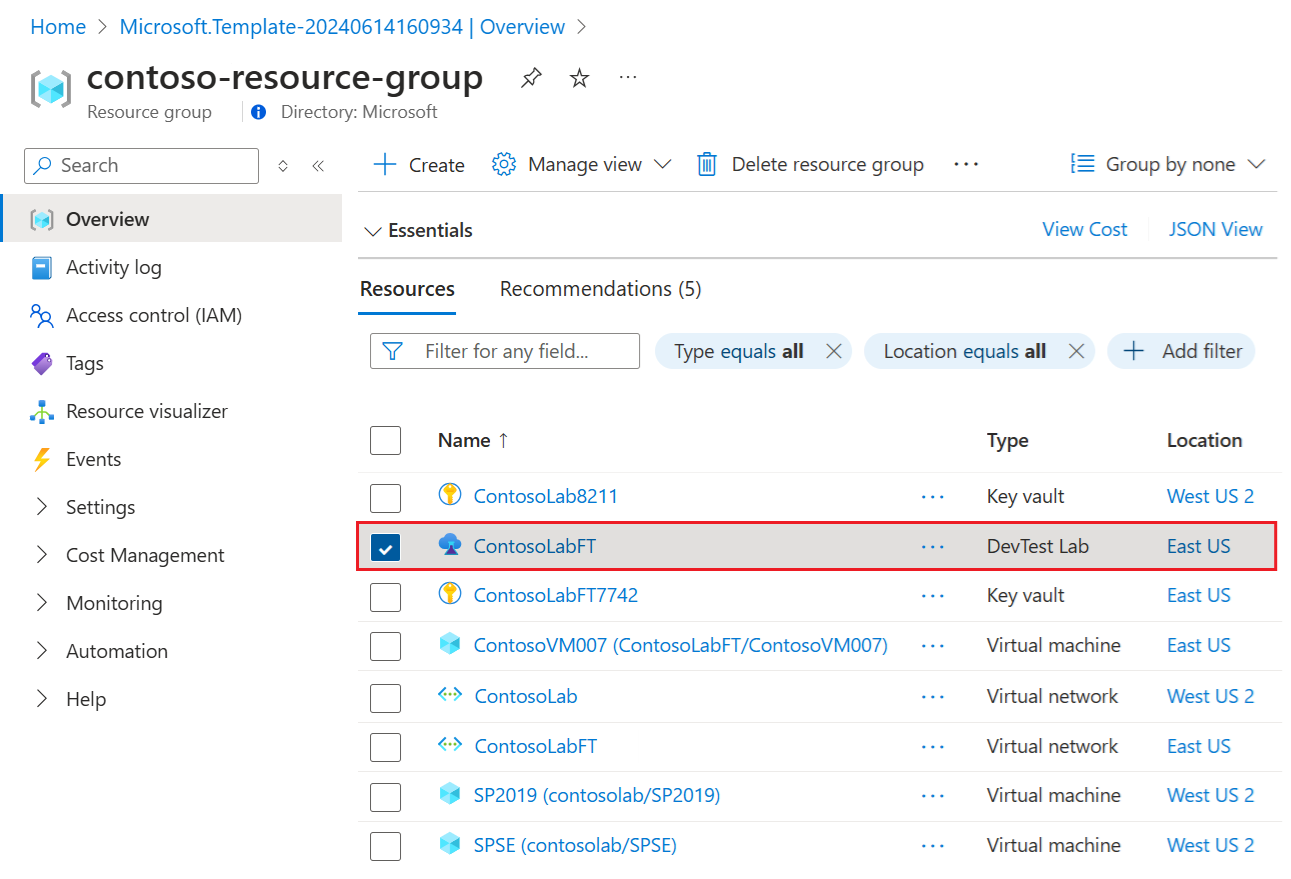 Home > Microsoft.Template-20240614160934 | Overview >
contoso-resource-group
Resource group
Directory: Microsoft
Search
Create Manage view Delete resource group ... Group by none
Overview
Activity log
Access control (IAM)
Tags
Resource visualizer
Events
Settings
Cost Management
Monitoring
Automation
Help
Essentials View Cost JSON View
Resources Recommendations (5)
Filter for any field... Type equals all Location equals all Add filter
Name ↑ Type Location
ContosoLab8211 ... Key vault West US 2
ContosoLabFT ... DevTest Lab East US
ContosoLabFT7742 ... Key vault East US
ContosoVM007 (ContosoLabFT/ContosoVM007) ... Virtual machine East US
ContosoLab ... Virtual network West US 2
ContosoLabFT ... Virtual network East US
SP2019 (contosolab/SP2019) ... Virtual machine West US 2
SPSE (contosolab/SPSE) ... Virtual machine West US 2